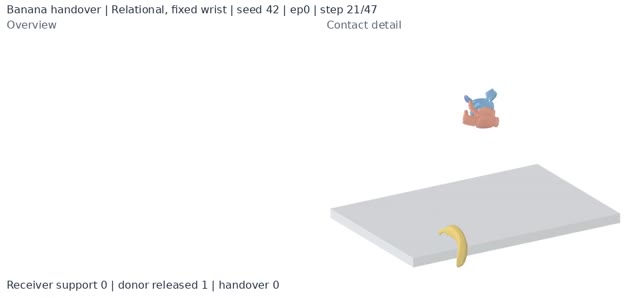 Banana handover | Relational, fixed wrist | seed 42 | ep0 | step 21/47
Overview
Contact detail
Receiver support 0 | donor released 1 | handover 0